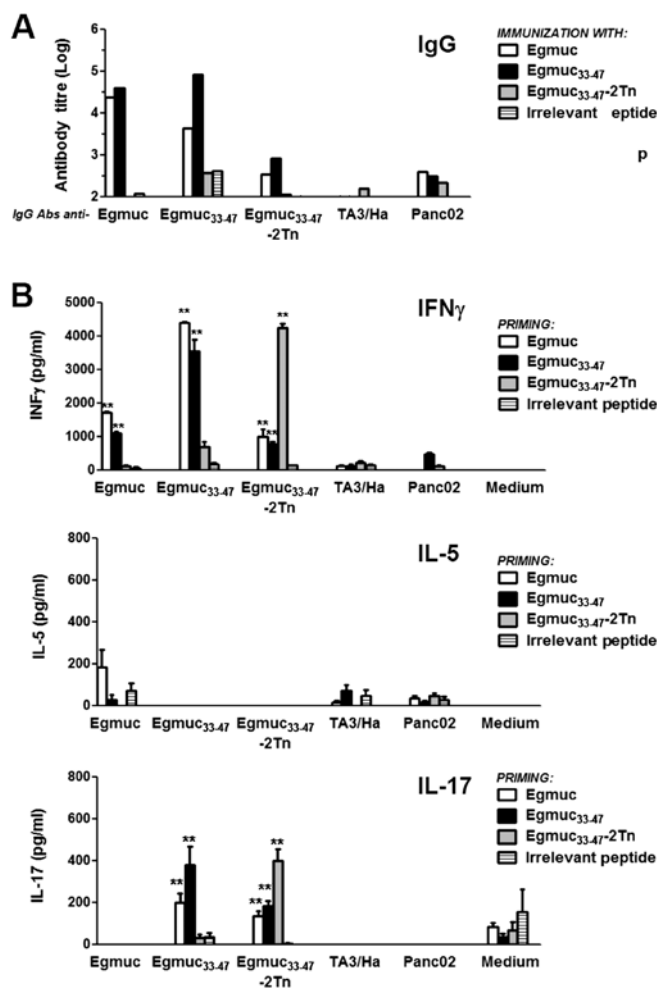 A
IgG
IMMUNIZATION WITH:
Egmuc
Egmuc33-47
Egmuc33-47-2Tn
Irrelevant eptide
p
Antibody titre (Log)
6
5
4
3
2
IgG Abs anti- Egmuc Egmuc33-47 Egmuc33-47 TA3/Ha Panc02
-2Tn
B
IFNγ
PRIMING:
Egmuc
Egmuc33-47
Egmuc33-47-2Tn
Irrelevant peptide
INFγ (pg/ml)
5000
4000
3000
2000
1000
0
** ** ** ** ** ** **
Egmuc Egmuc33-47 Egmuc33-47 TA3/Ha Panc02 Medium
-2Tn
IL-5
PRIMING:
Egmuc
Egmuc33-47
Egmuc33-47-2Tn
Irrelevant peptide
IL-5 (pg/ml)
800
600
400
200
0
Egmuc Egmuc33-47 Egmuc33-47 TA3/Ha Panc02 Medium
-2Tn
IL-17
PRIMING:
Egmuc
Egmuc33-47
Egmuc33-47-2Tn
Irrelevant peptide
IL-17 (pg/ml)
800
600
400
200
0
** ** ** ** **
Egmuc Egmuc33-47 Egmuc33-47 TA3/Ha Panc02 Medium
-2Tn